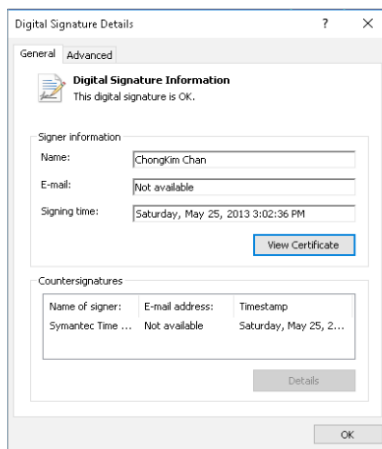 Digital Signature Details
General Advanced
Digital Signature Information
This digital signature is OK.
Signer information
Name: ChongKim Chan
E-mail: Not available
Signing time: Saturday, May 25, 2013 3:02:36 PM
View Certificate
Countersignatures
Name of signer: E-mail address: Timestamp
Symantec Time ... Not available Saturday, May 25, 2...
Details
OK